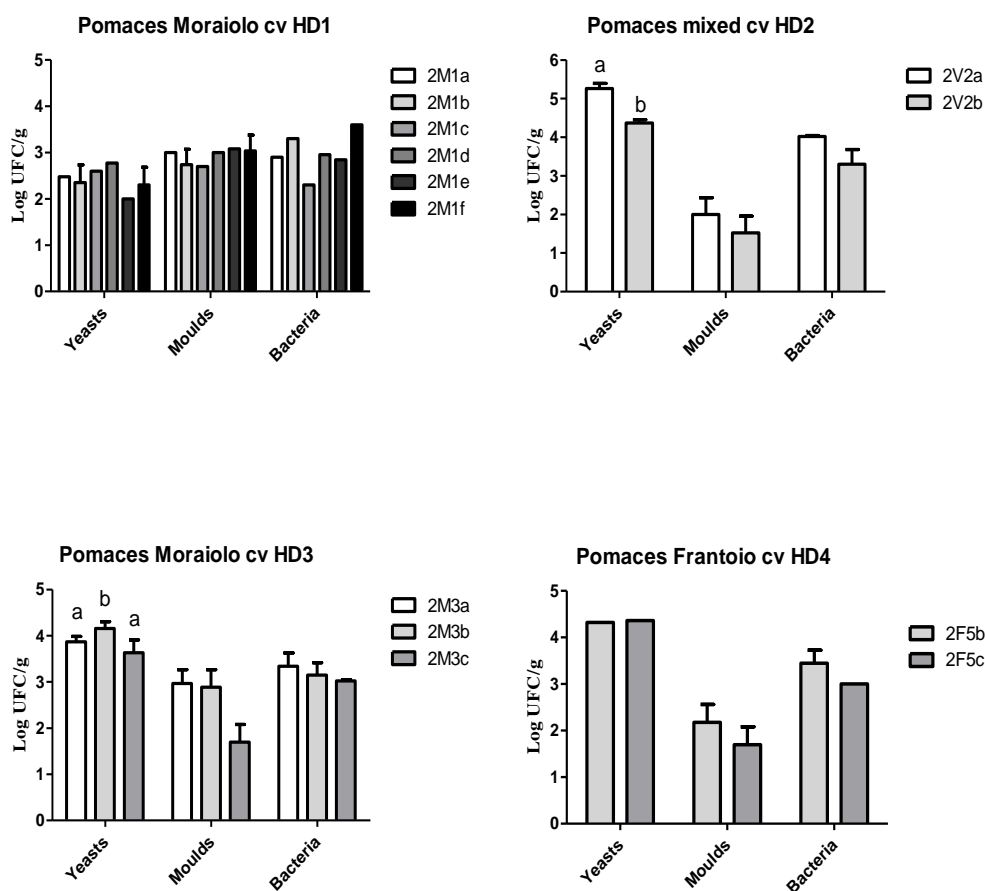 Pomaces Moraiolo cv HD1
5
4
3
2
1
0
Log UFC/g
Yeasts
Moulds
Bacteria
2M1a
2M1b
2M1c
2M1d
2M1e
2M1f
Pomaces mixed cv HD2
6
5
4
3
2
1
0
Log UFC/g
a
b
Yeasts
Moulds
Bacteria
2V2a
2V2b
Pomaces Moraiolo cv HD3
5
4
3
2
1
0
Log UFC/g
a
b
a
Yeasts
Moulds
Bacteria
2M3a
2M3b
2M3c
Pomaces Frantoio cv HD4
5
4
3
2
1
0
Log UFC/g
Yeasts
Moulds
Bacteria
2F5b
2F5c